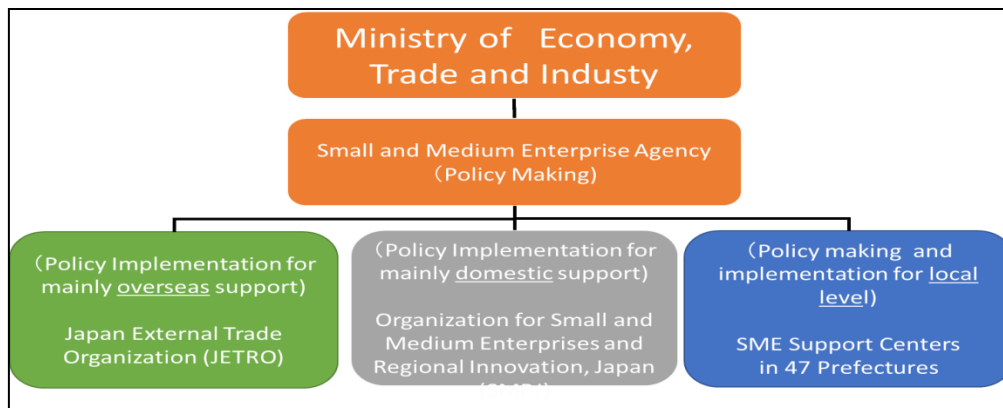 Ministry of Economy,
Trade and Industy
Small and Medium Enterprise Agency
（Policy Making)
（Policy Implementation for
mainly overseas support)
Japan External Trade
Organization (JETRO)
（Policy Implementation for
mainly domestic support)
Organization for Small and
Medium Enterprises and
Regional Innovation, Japan
（Policy making and
implementation for local
level)
SME Support Centers
in 47 Prefectures